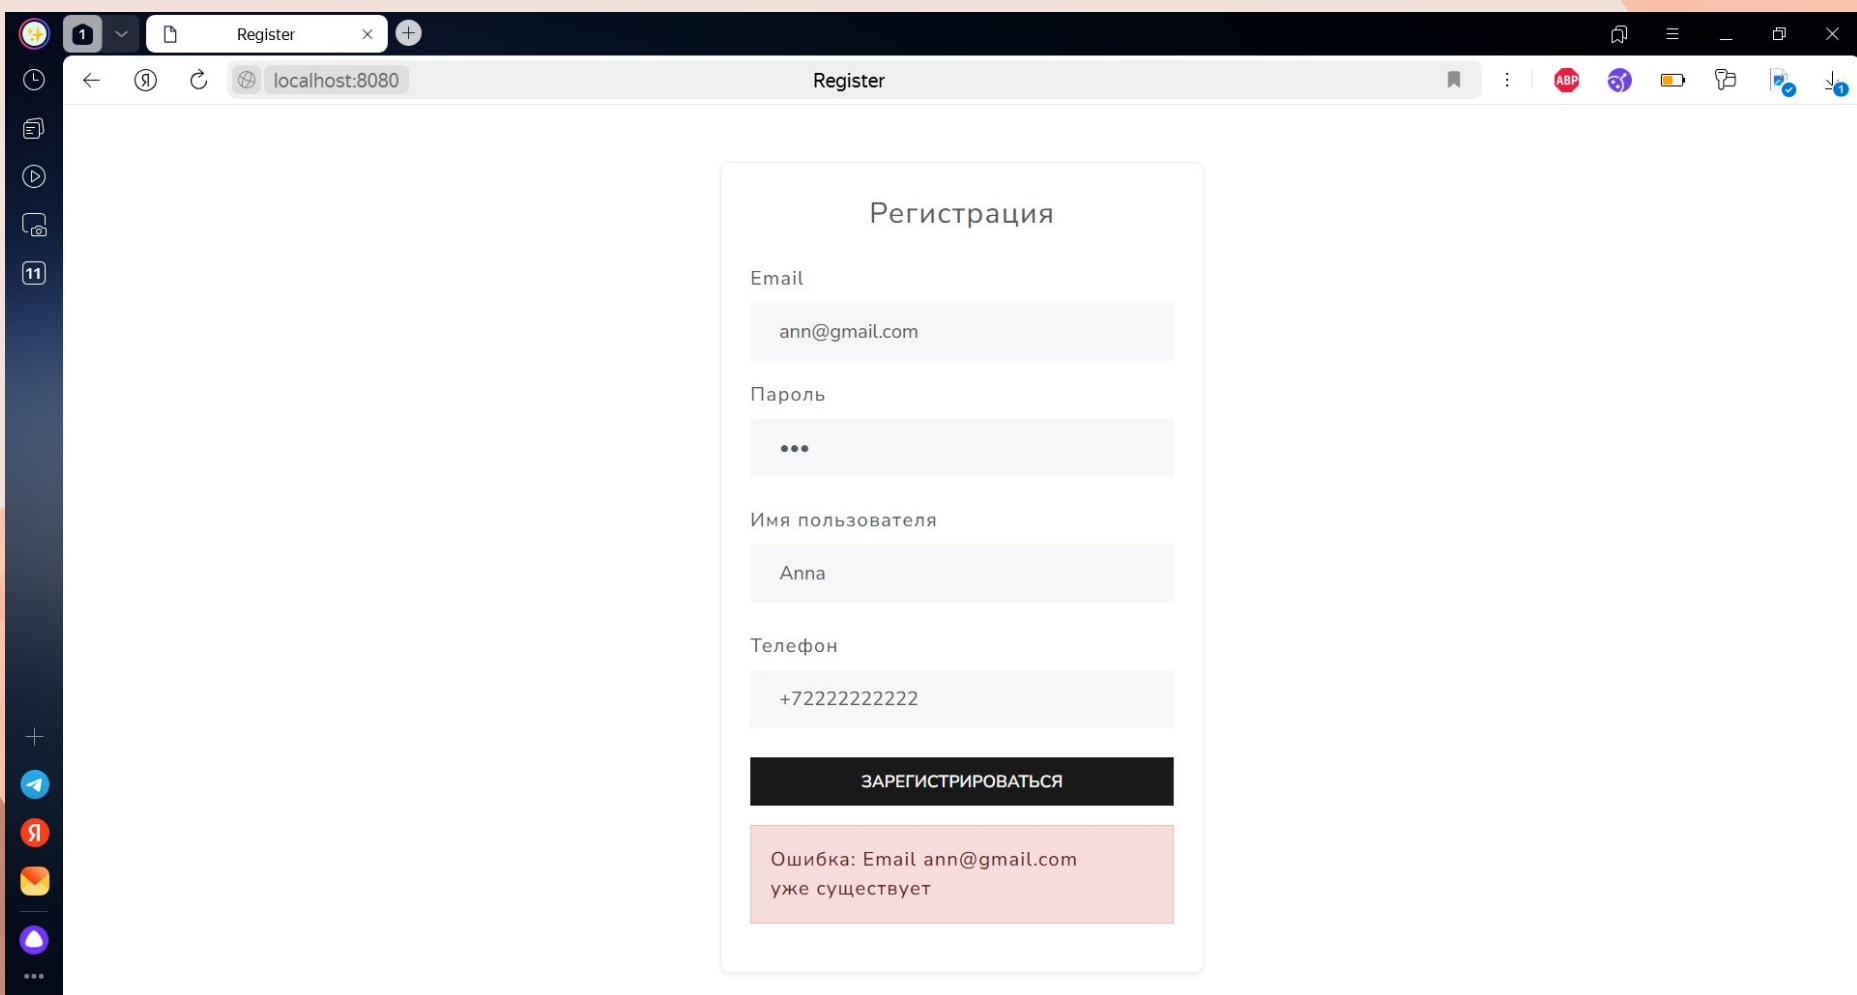 1
Register
localhost:8080
Register
ABP
1
Я
11
Я
Регистрация
Email
ann@gmail.com
Пароль
•••
Имя пользователя
Anna
Телефон
+72222222222
ЗАРЕГИСТРИРОВАТЬСЯ
Ошибка: Email ann@gmail.com
уже существует